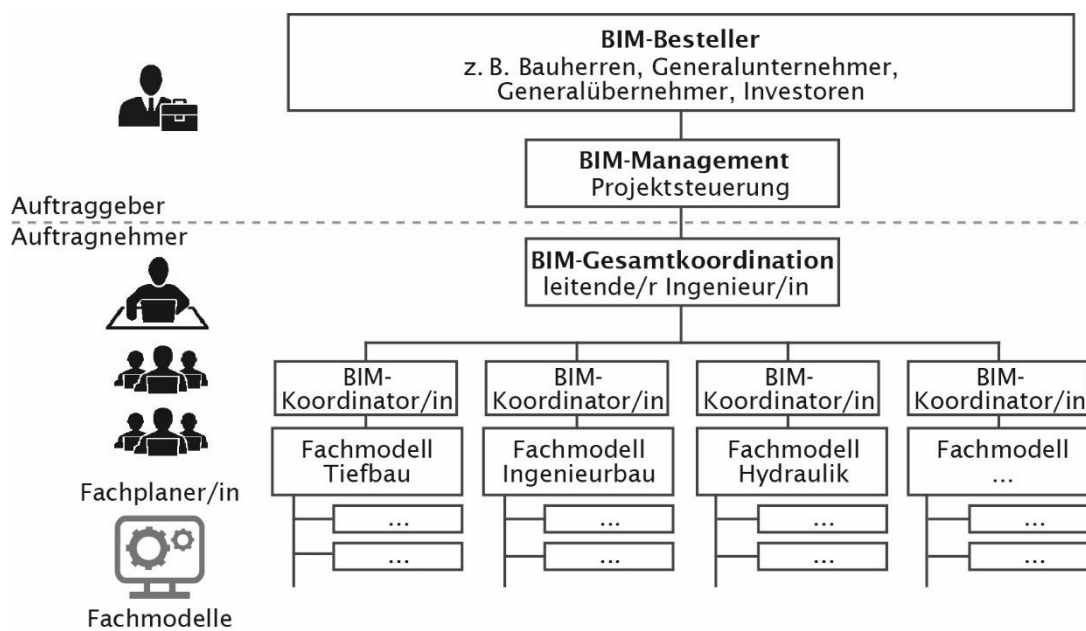 BIM-Besteller
z. B. Bauherren, Generalunternehmer,
Generalübernehmer, Investoren
BIM-Management
Projektsteuerung
Auftraggeber
Auftragnehmer
BIM-Gesamtkoordination
leitende/r Ingenieur/in
BIM-
Koordinator/in
BIM-
Koordinator/in
BIM-
Koordinator/in
BIM-
Koordinator/in
Fachmodell
Tiefbau
Fachmodell
Ingenieurbau
Fachmodell
Hydraulik
Fachmodell
...
Fachplaner/in
...
...
...
...
...
...
...
...
Fachmodelle